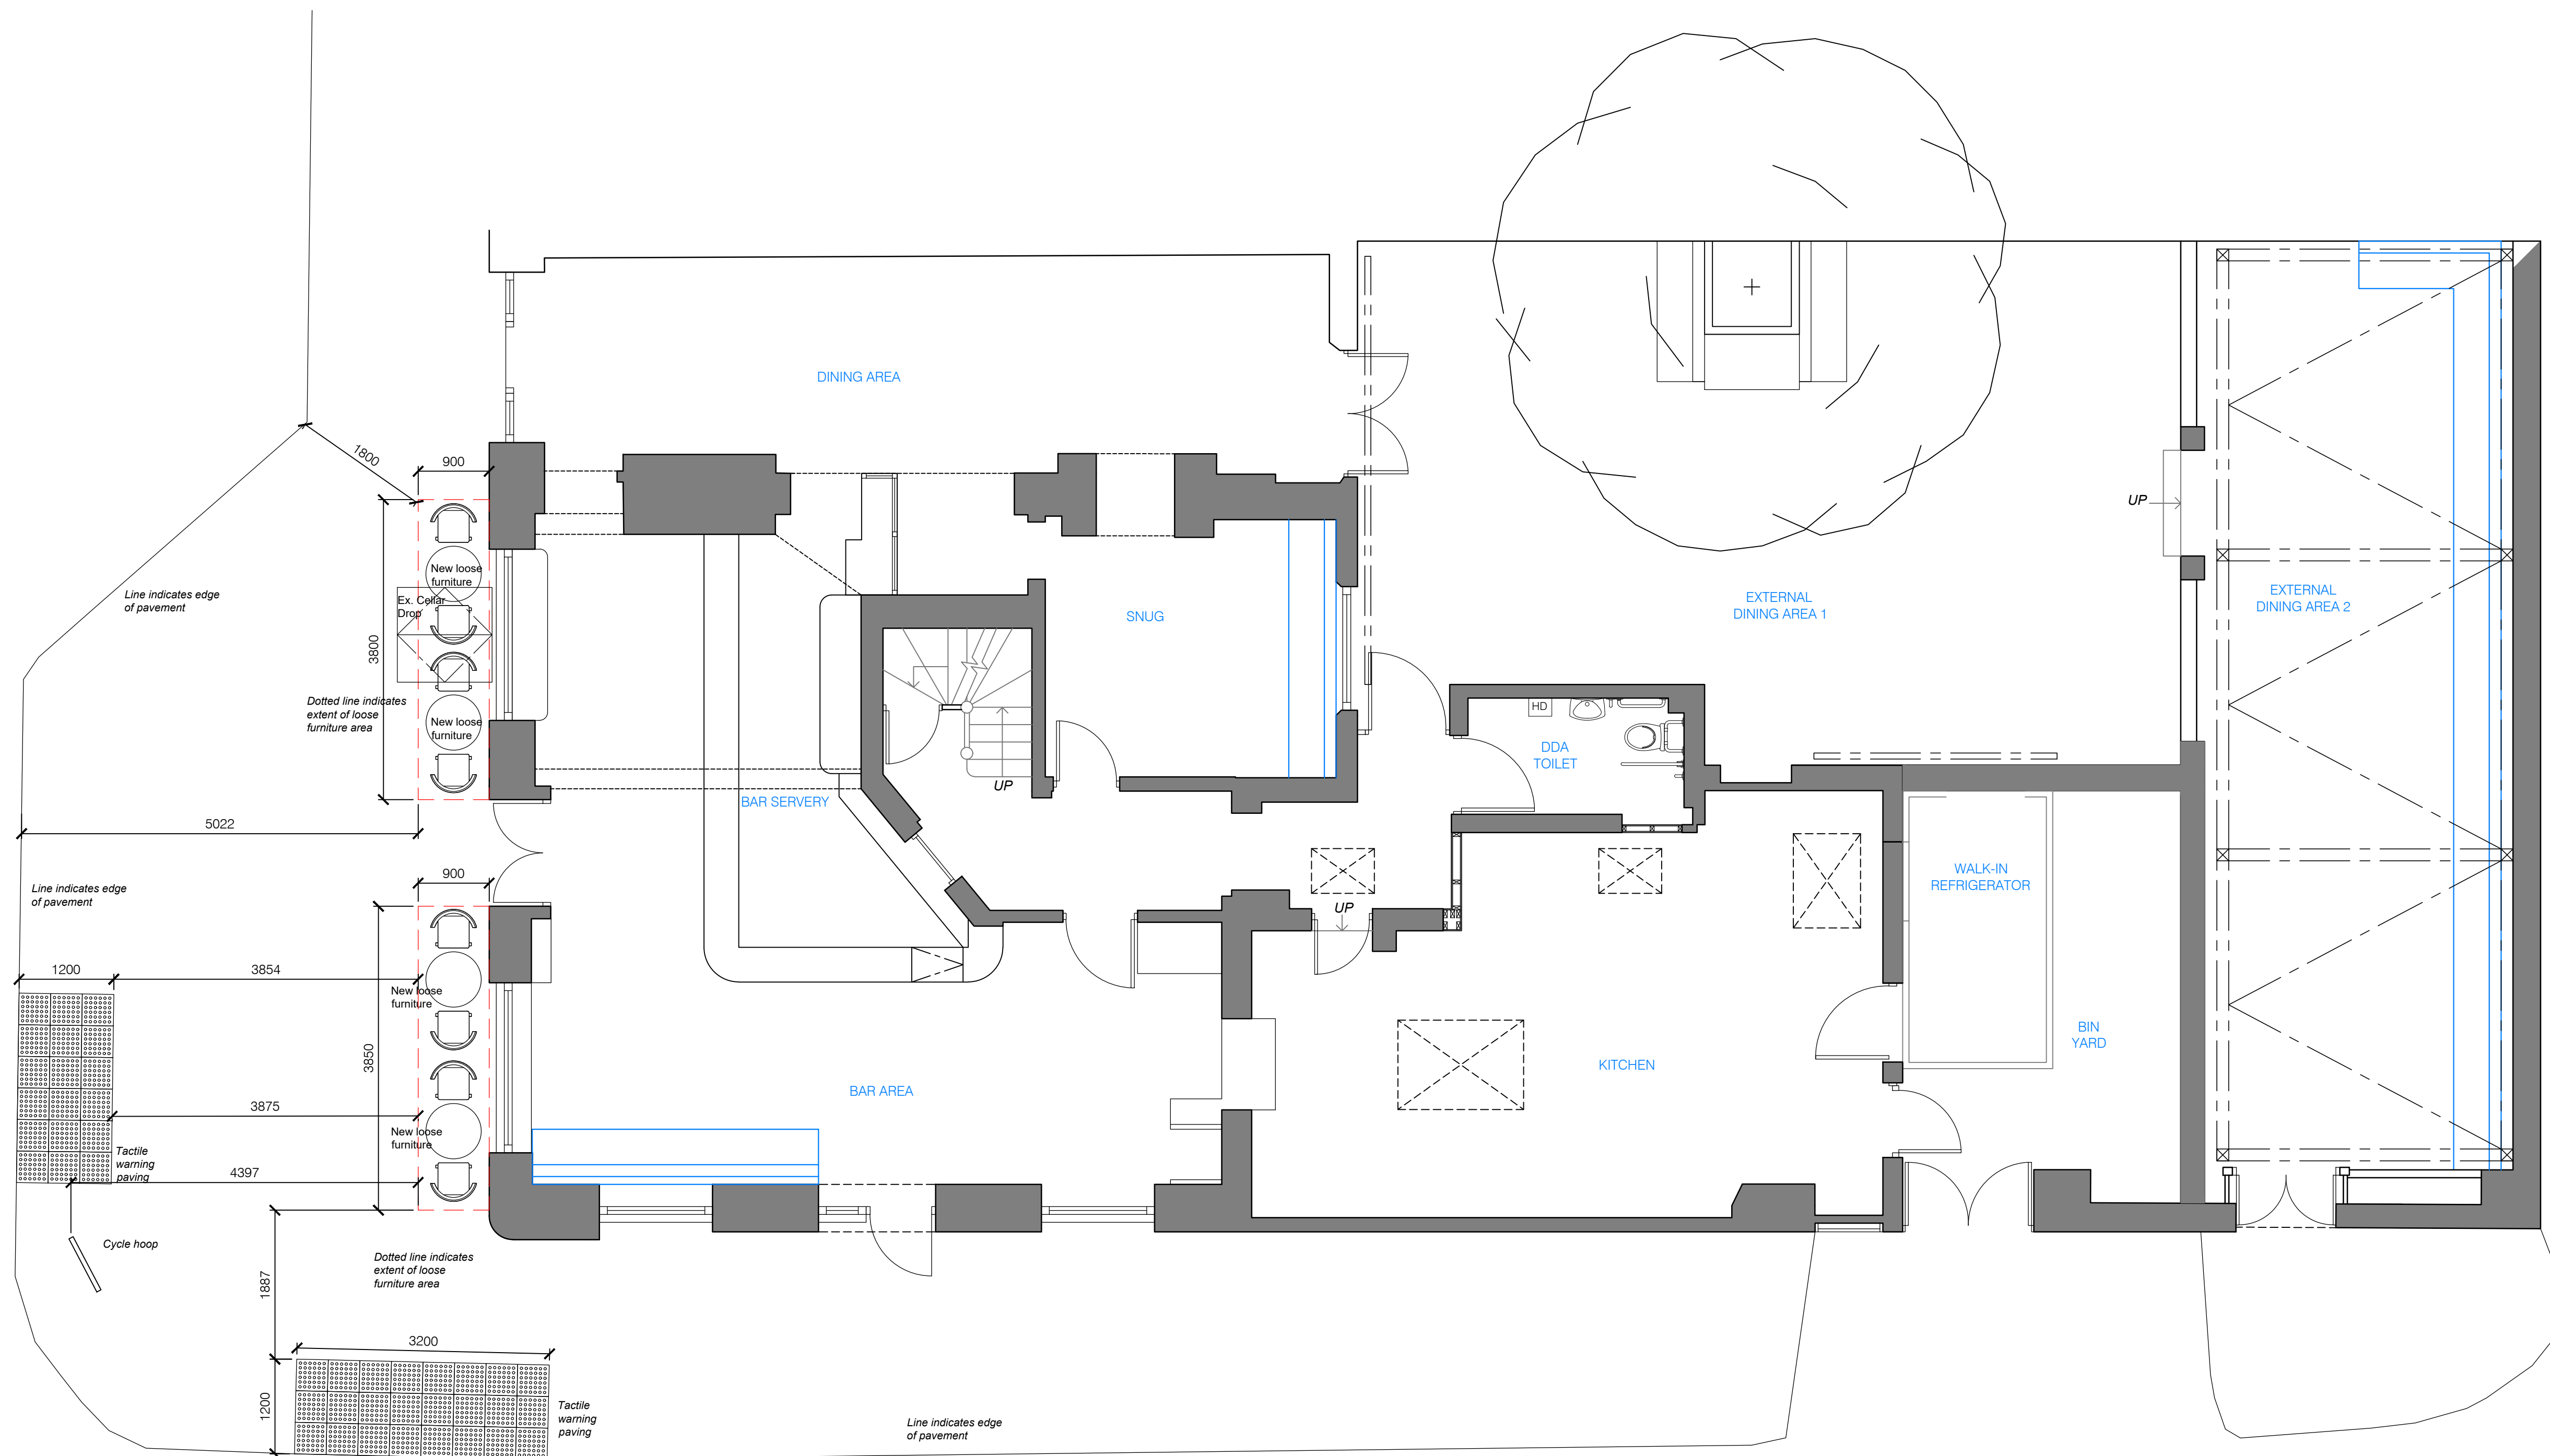 DINING AREA
1800
900
UP
New loose
furniture
Ex. Cellar
Drop
Line indicates edge
of pavement
3800
EXTERNAL
DINING AREA 1
EXTERNAL
DINING AREA 2
SNUG
Dotted line indicates
extent of loose
furniture area
New loose
furniture
HD
DDA
TOILET
UP
BAR SERVERY
5022
900
Line indicates edge
of pavement
WALK-IN
REFRIGERATOR
UP
1200
3854
New loose
furniture
3850
BIN
YARD
KITCHEN
BAR AREA
3875
New loose
furniture
Tactile
warning
paving
4397
Cycle hoop
Dotted line indicates
extent of loose
furniture area
1887
3200
1200
Tactile
warning
paving
Line indicates edge
of pavement